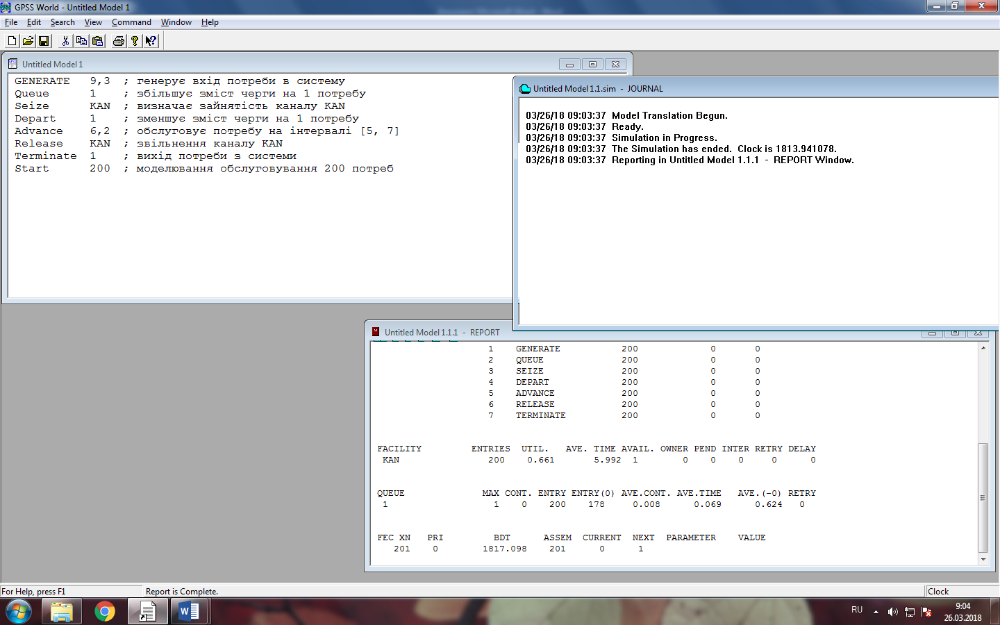 GPSS World - Untitled Model 1
File Edit Search View Command Window Help
Untitled Model 1
GENERATE 9,3 ; генерує вхід потреби в систему
Queue 1 ; збільшує зміст черги на 1 потребу
Seize KAN ; визначає зайнятість каналу KAN
Depart 1 ; зменшує зміст черги на 1 потребу
Advance 6,2 ; обслуговує потребу на інтервалі [5, 7]
Release KAN ; звільнення каналу KAN
Terminate 1 ; вихід потреби з системи
Start 200 ; моделювання обслуговування 200 потреб
Untitled Model 1.1.sim - JOURNAL
03/26/18 09:03:37 Model Translation Begun.
03/26/18 09:03:37 Ready.
03/26/18 09:03:37 Simulation in Progress.
03/26/18 09:03:37 The Simulation has ended. Clock is 1813.941078.
03/26/18 09:03:37 Reporting in Untitled Model 1.1.1 - REPORT Window.
Untitled Model 1.1.1 - REPORT
1 GENERATE 200 0 0
2 QUEUE 200 0 0
3 SEIZE 200 0 0
4 DEPART 200 0 0
5 ADVANCE 200 0 0
6 RELEASE 200 0 0
7 TERMINATE 200 0 0
FACILITY ENTRIES UTIL. AVE. TIME AVAIL. OWNER PEND INTER RETRY DELAY
KAN 200 0.661 5.992 1 0 0 0 0 0
QUEUE MAX CONT. ENTRY ENTRY(0) AVE.CONT. AVE.TIME AVE.(-0) RETRY
1 1 0 200 178 0.008 0.069 0.624 0
FEC XN PRI BDT ASSEM CURRENT NEXT PARAMETER VALUE
201 0 1817.098 201 0 1
For Help, press F1 Report is Complete. Clock
RU 9:04
26.03.2018